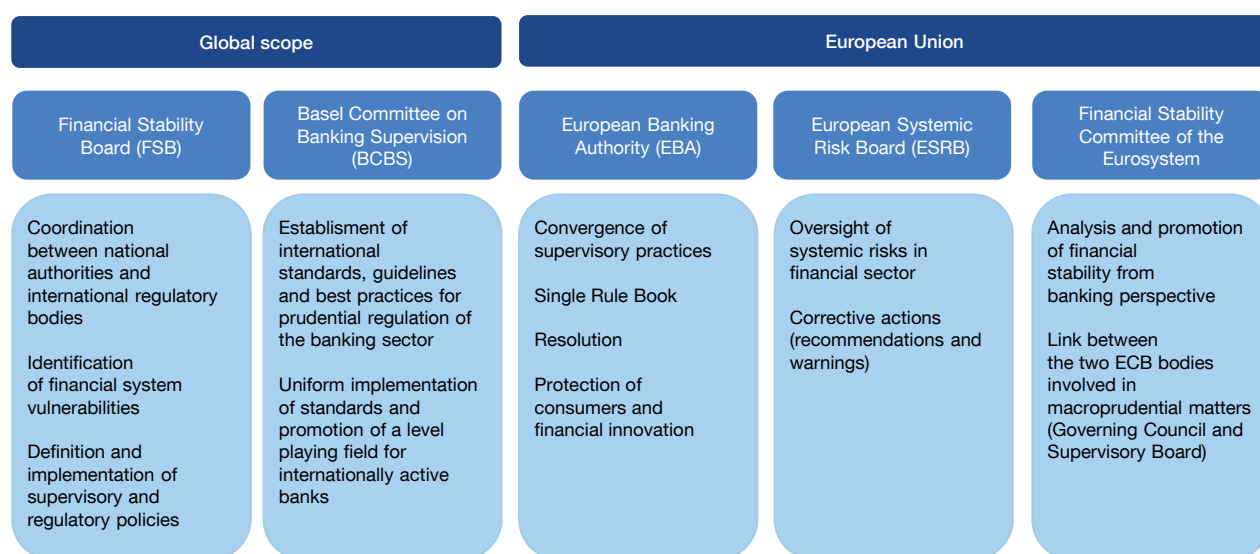 Global scope
European Union
Financial Stability
Board (FSB)
Basel Committee on
Banking Supervision
(BCBS)
European Banking
Authority (EBA)
European Systemic
Risk Board (ESRB)
Financial Stability
Committee of the
Eurosystem
Coordination
between national
authorities and
international regulatory
bodies
Identification
of financial system
vulnerabilities
Definition and
implementation of
supervisory and
regulatory policies
Establisment of
international
standards, guidelines
and best practices for
prudential regulation of
the banking sector
Uniform implementation
of standards and
promotion of a level
playing field for
internationally active
banks
Convergence of
supervisory practices
Single Rule Book
Resolution
Protection of
consumers and
financial innovation
Oversight of
systemic risks in
financial sector
Corrective actions
(recommendations and
warnings)
Analysis and promotion
of financial
stability from
banking perspective
Link between
the two ECB bodies
involved in
macroprudential matters
(Governing Council and
Supervisory Board)